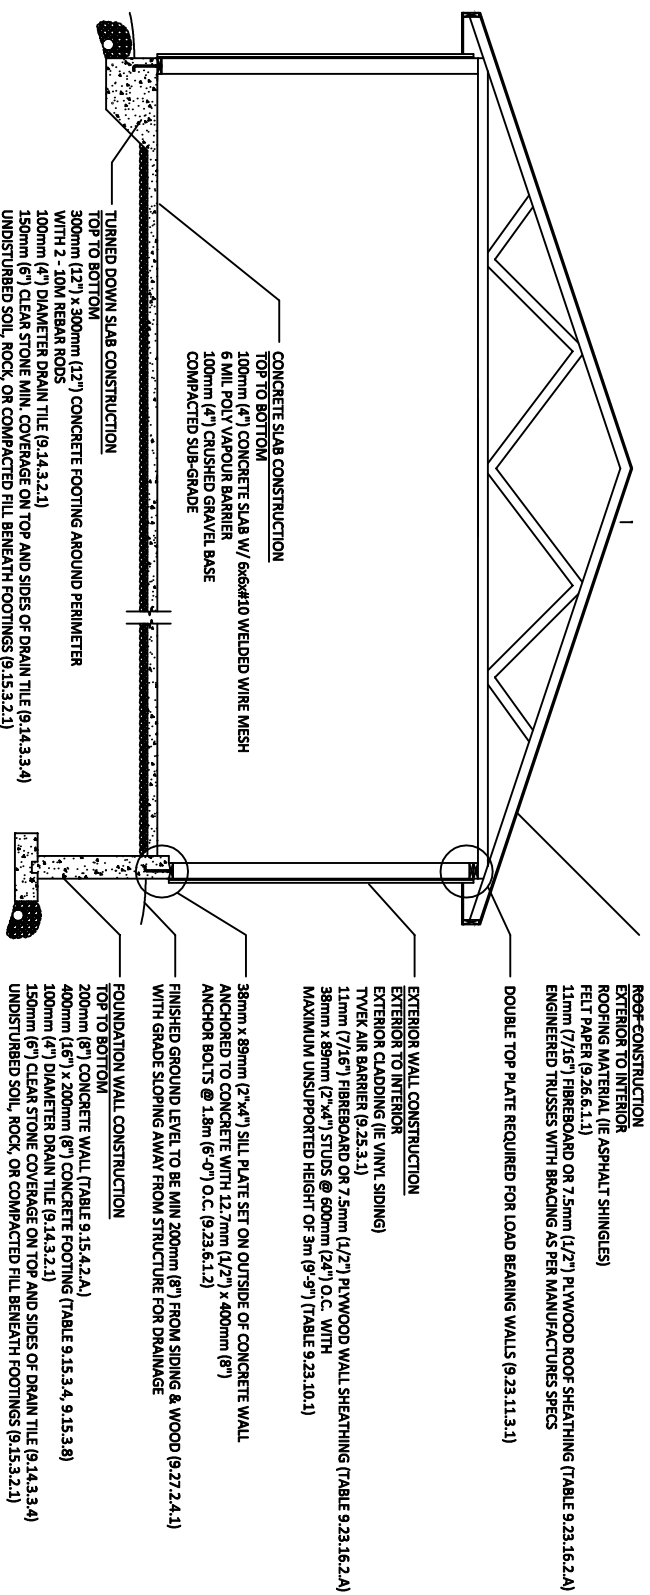 ROOF CONSTRUCTION
EXTERIOR TO INTERIOR
ROOFING MATERIAL (IE ASPHALT SHINGLES)
FELT PAPER (9.26.6.1.1)
11mm (7/16") FIBREBOARD OR 7.5mm (1/2") PLYWOOD ROOF SHEATHING (TABLE 9.23.16.2.A)
ENGINEERED TRUSSES WITH BRACING AS PER MANUFACTURES SPECS
DOUBLE TOP PLATE REQUIRED FOR LOAD BEARING WALLS (9.23.11.3.1)
EXTERIOR WALL CONSTRUCTION
EXTERIOR TO INTERIOR
EXTERIOR CLADDING (IE VINYL SIDING)
TYVEK AIR BARRIER (9.25.3.1)
11mm (7/16") FIBREBOARD OR 7.5mm (1/2") PLYWOOD WALL SHEATHING (TABLE 9.23.16.2.A)
38mm x 89mm (2"x4") STUDS @ 600mm (24") O.C. WITH
MAXIMUM UNSUPPORTED HEIGHT OF 3m (9'-9") (TABLE 9.23.10.1)
38mm x 89mm (2"x4") SILL PLATE SET ON OUTSIDE OF CONCRETE WALL
ANCHORED TO CONCRETE WITH 12.7mm (1/2") x 400mm (8")
ANCHOR BOLTS @ 1.8m (6'-0") O.C. (9.23.6.1.2)
FINISHED GROUND LEVEL TO BE MIN 200mm (8") FROM SIDING & WOOD (9.27.2.4.1)
WITH GRADE SLOPING AWAY FROM STRUCTURE FOR DRAINAGE
FOUNDATION WALL CONSTRUCTION
TOP TO BOTTOM
200mm (8") CONCRETE WALL (TABLE 9.15.4.2.A.)
400mm (16") x 200mm (8") CONCRETE FOOTING (TABLE 9.15.3.4, 9.15.3.8)
100mm (4") DIAMETER DRAIN TILE (9.14.3.2.1)
150mm (6") CLEAR STONE COVERAGE ON TOP AND SIDES OF DRAIN TILE (9.14.3.3.4)
UNDISTURBED SOIL, ROCK, OR COMPACTED FILL BENEATH FOOTINGS (9.15.3.2.1)
CONCRETE SLAB CONSTRUCTION
TOP TO BOTTOM
100mm (4") CONCRETE SLAB W/ 6x6x#10 WELDED WIRE MESH
6 MIL POLY VAPOUR BARRIER
100mm (4") CRUSHED GRAVEL BASE
COMPACTED SUB-GRADE
TURNED DOWN SLAB CONSTRUCTION
TOP TO BOTTOM
300mm (12") x 300mm (12") CONCRETE FOOTING AROUND PERIMETER
WITH 2 - 10M REBAR RODS
100mm (4") DIAMETER DRAIN TILE (9.14.3.2.1)
150mm (6") CLEAR STONE MIN. COVERAGE ON TOP AND SIDES OF DRAIN TILE (9.14.3.3.4)
UNDISTURBED SOIL, ROCK, OR COMPACTED FILL BENEATH FOOTINGS (9.15.3.2.1)